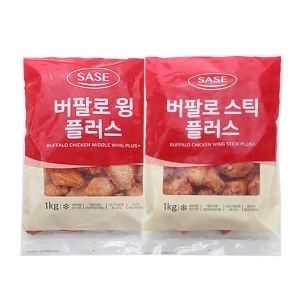 SASE
버팔로 윙
플러스
BUFFALO CHICKEN MIDDLE WING PLUS+
1kg
SASE
버팔로 스틱
플러스
BUFFALO CHICKEN WING STICK PLUS+
1kg